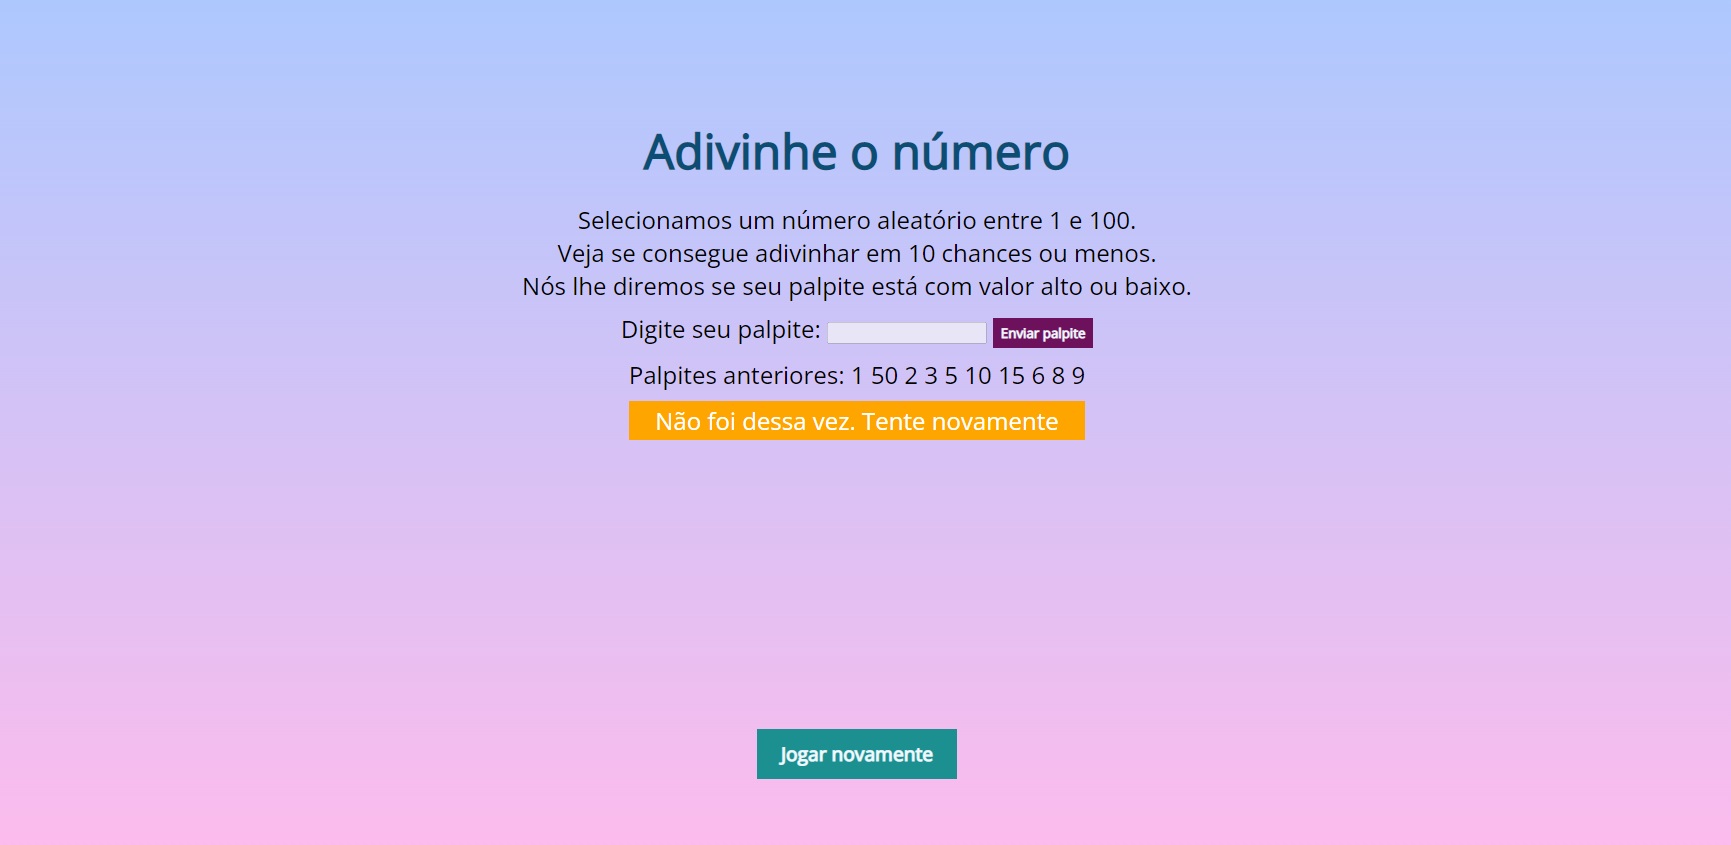 Adivinhe o número
Selecionamos um número aleatório entre 1 e 100.
Veja se consegue adivinhar em 10 chances ou menos.
Nós lhe diremos se seu palpite está com valor alto ou baixo.
Digite seu palpite: Enviar palpite
Palpites anteriores: 1 50 2 3 5 10 15 6 8 9
Não foi dessa vez. Tente novamente
Jogar novamente